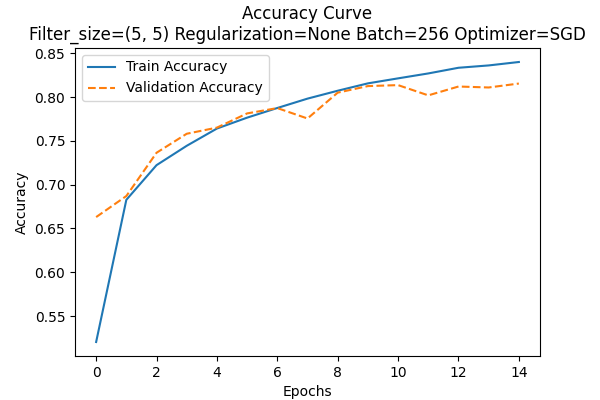 Accuracy Curve
Filter_size=(5, 5) Regularization=None Batch=256 Optimizer=SGD
Train Accuracy
Validation Accuracy
0.85
0.80
0.75
0.70
0.65
0.60
0.55
Accuracy
0 2 4 6 8 10 12 14
Epochs